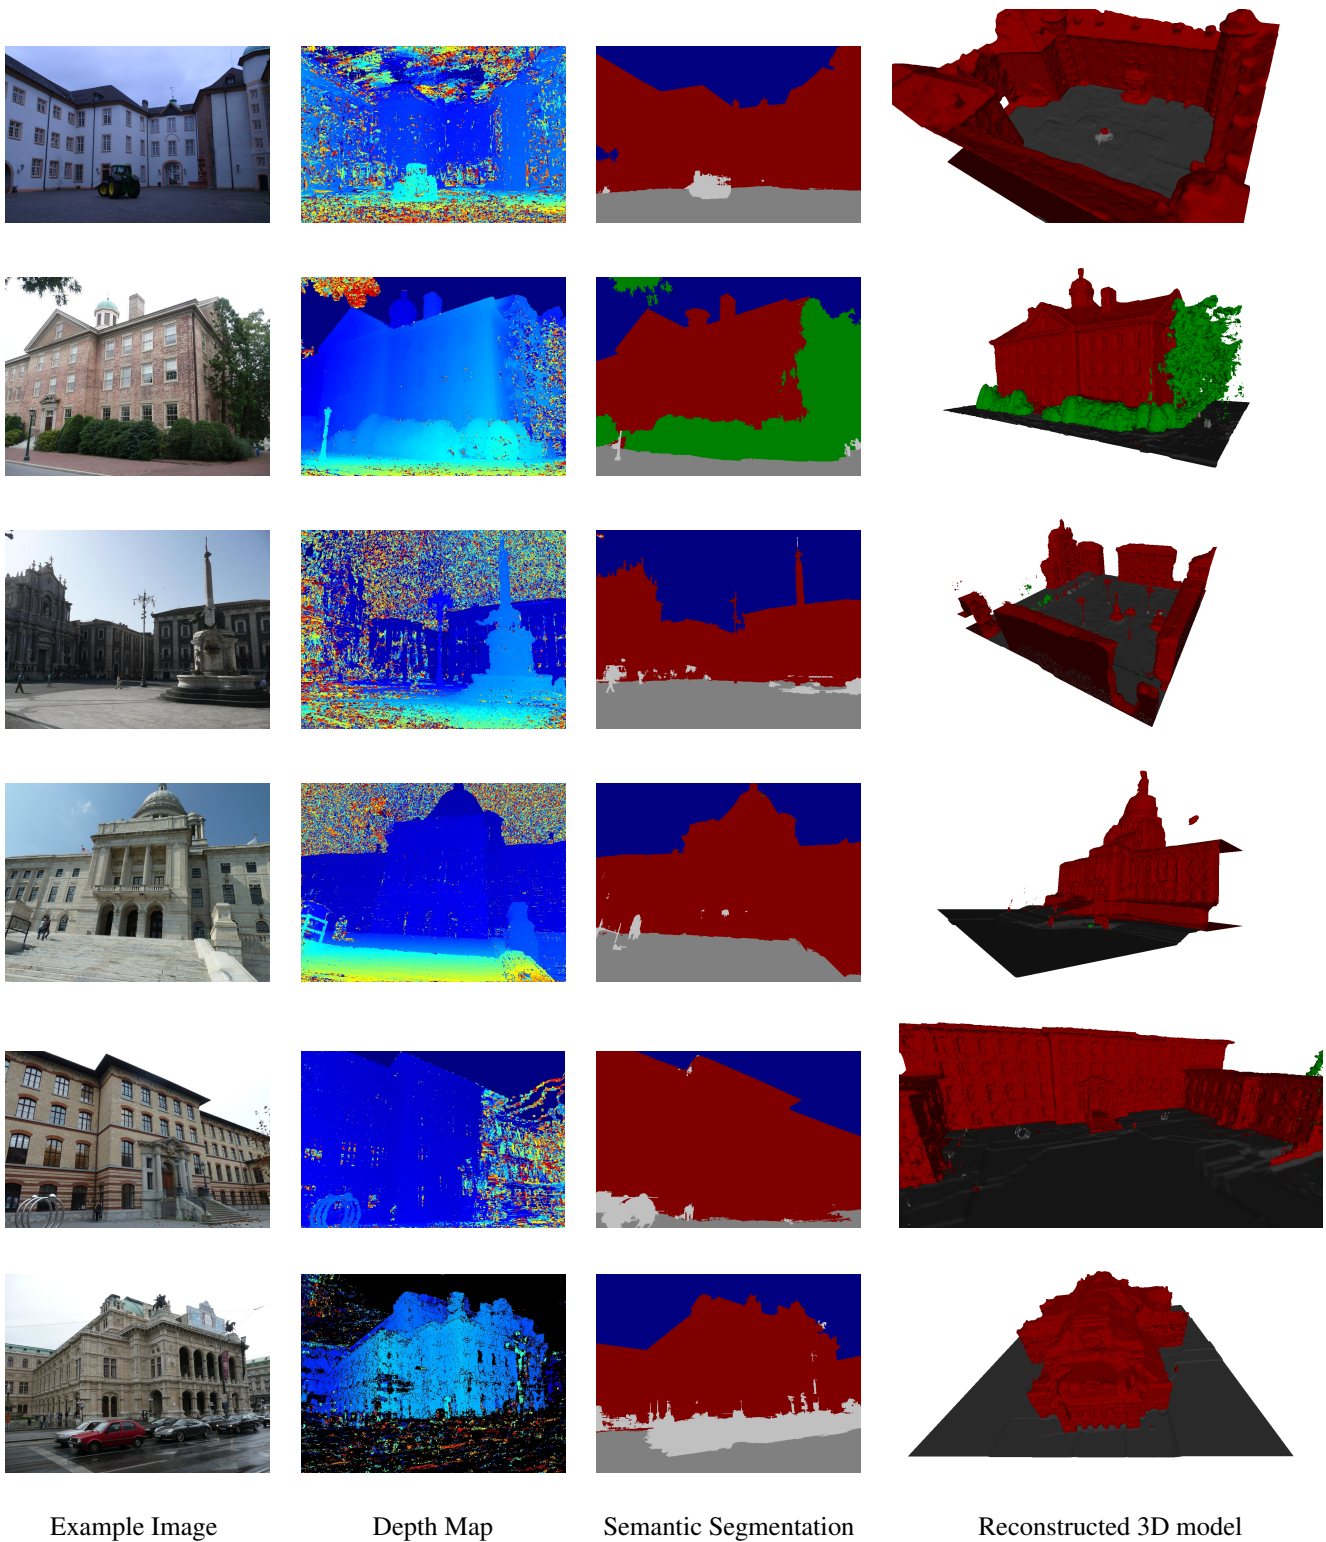 Example Image
Depth Map
Semantic Segmentation
Reconstructed 3D model